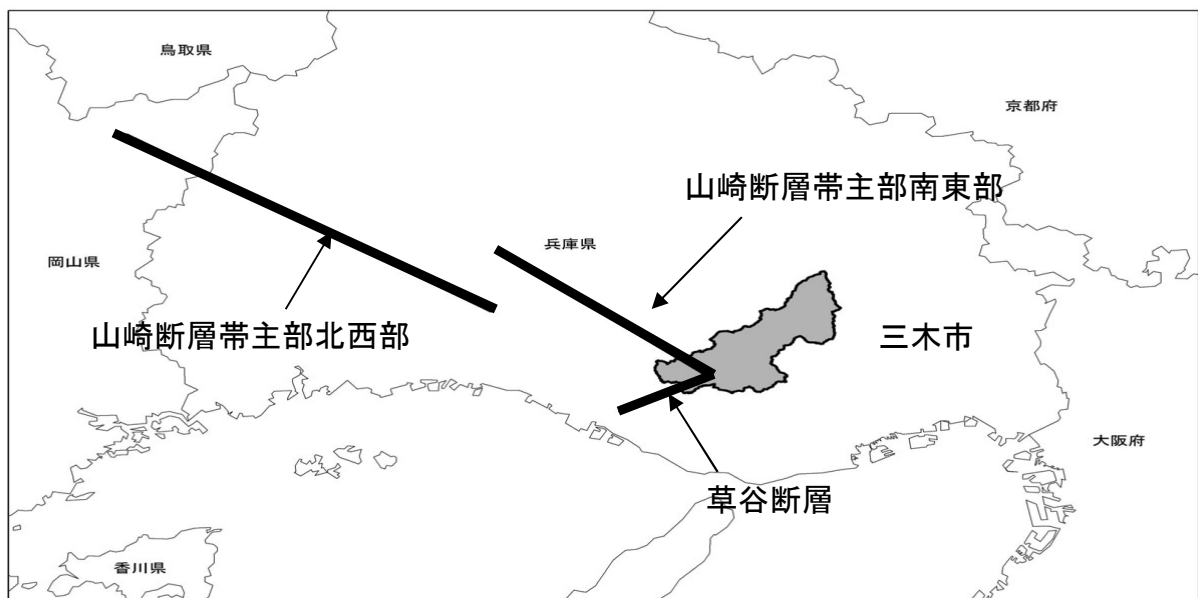 鳥取県
京都府
山崎断層帯主部南東部
兵庫県
岡山県
山崎断層帯主部北西部
三木市
大阪府
草谷断層
香川県